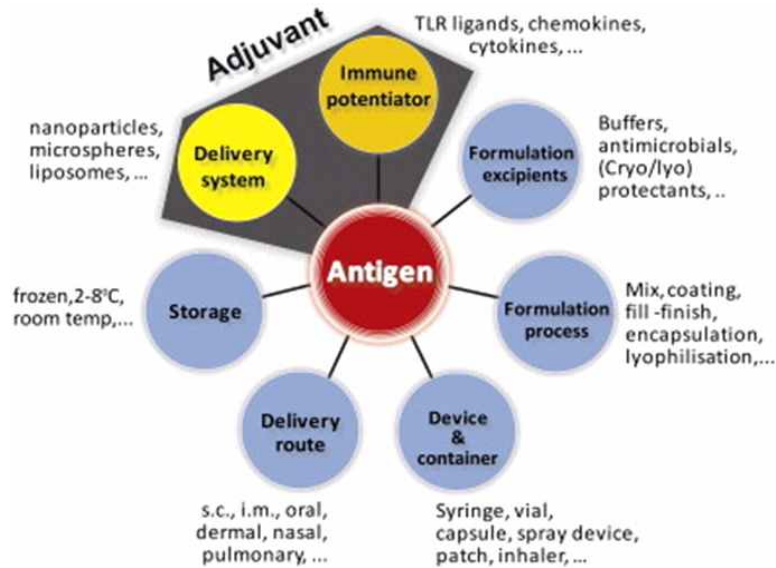 Adjuvant
TLR ligands, chemokines,
cytokines, ...
Immune
potentiator
nanoparticles,
microspheres,
liposomes, ...
Delivery
system
Formulation
excipients
Buffers,
antimicrobials,
(Cryo/lyo)
protectants, ..
Antigen
frozen,2-8°C,
room temp,...
Storage
Formulation
process
Mix, coating,
fill -finish,
encapsulation,
lyophilisation,...
Delivery
route
Device
&
container
s.c., i.m., oral,
dermal, nasal,
pulmonary, ...
Syringe, vial,
capsule, spray device,
patch, inhaler, ...